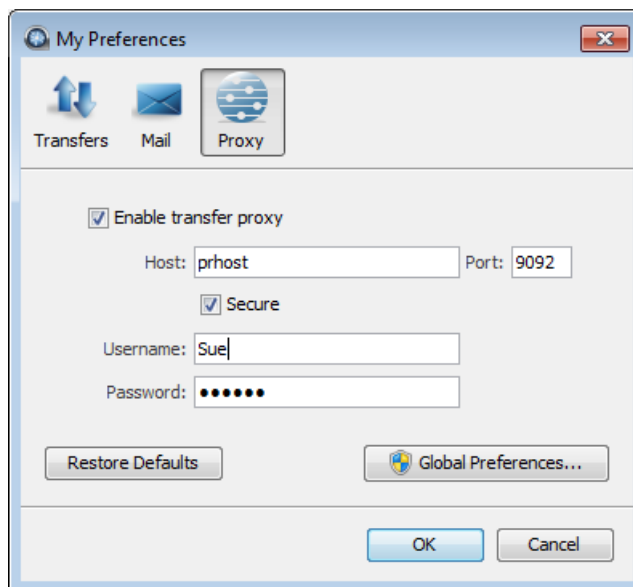 My Preferences
Transfers Mail Proxy
Enable transfer proxy
Host: prhost Port: 9092
Secure
Username: Sue
Password: ••••••
Restore Defaults Global Preferences...
OK Cancel